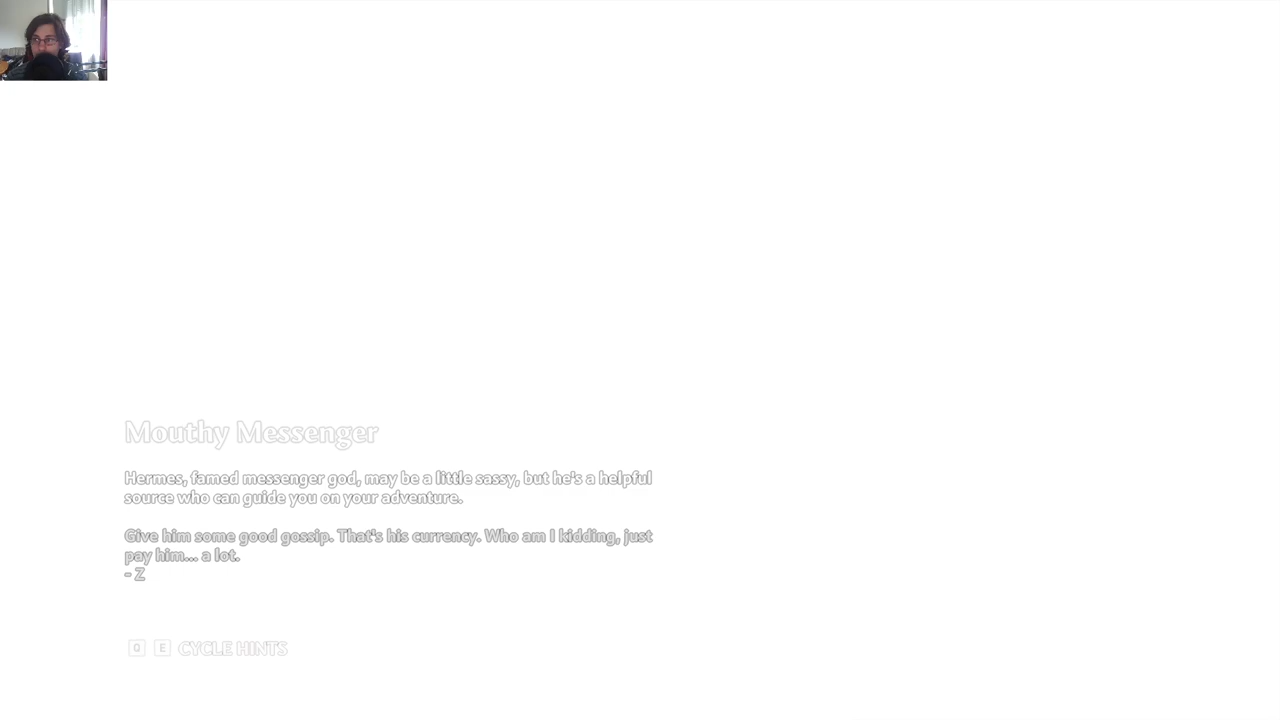 Mouthy Messenger
Hermes, famed messenger god, may be a little sassy, but he's a helpful
source who can guide you on your adventure.
Give him some good gossip. That's his currency. Who am I kidding, just
pay him... a lot.
- Z
Q E CYCLE HINTS